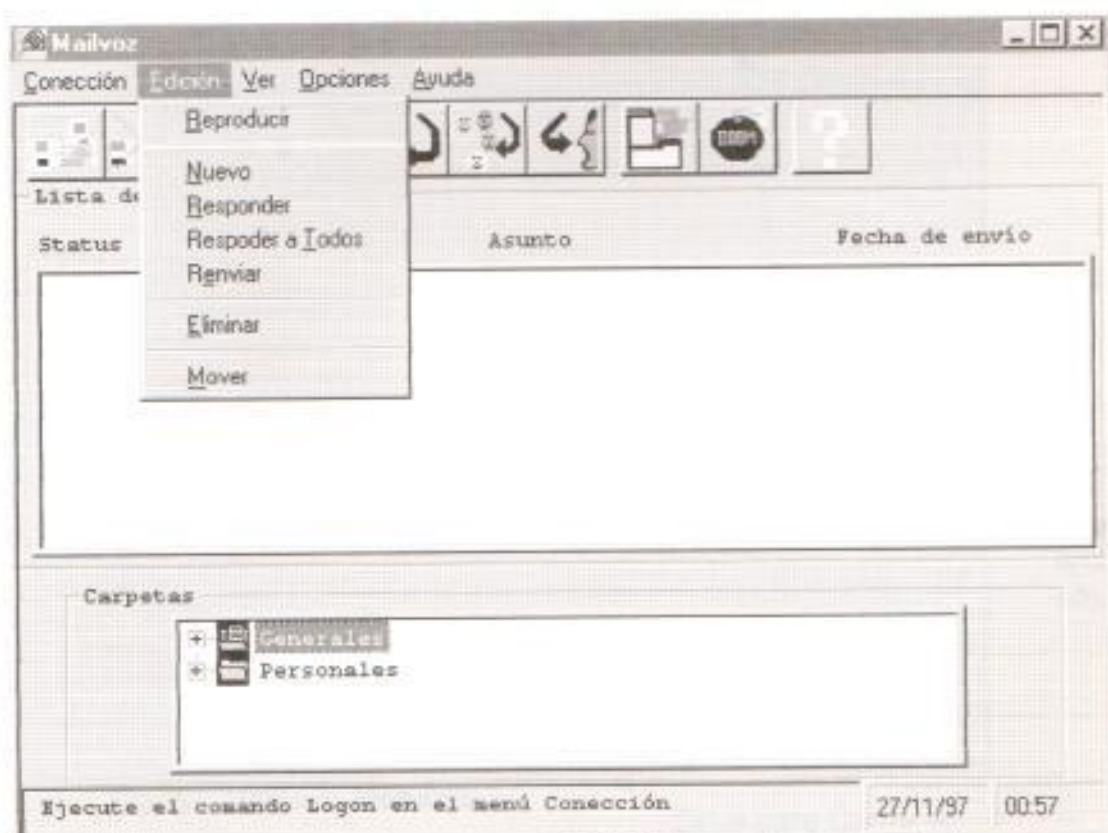 Mailvoz
Conección Edición Ver Opciones Ayuda
Reproducir
Nuevo
Responder
Respoder a Todos
Renviar
Eliminar
Mover
Lista de
Status Asunto Fecha de envío
Carpetas
Generales
Personales
Ejecute el comando Logon en el menú Conección 27/11/97 00:57